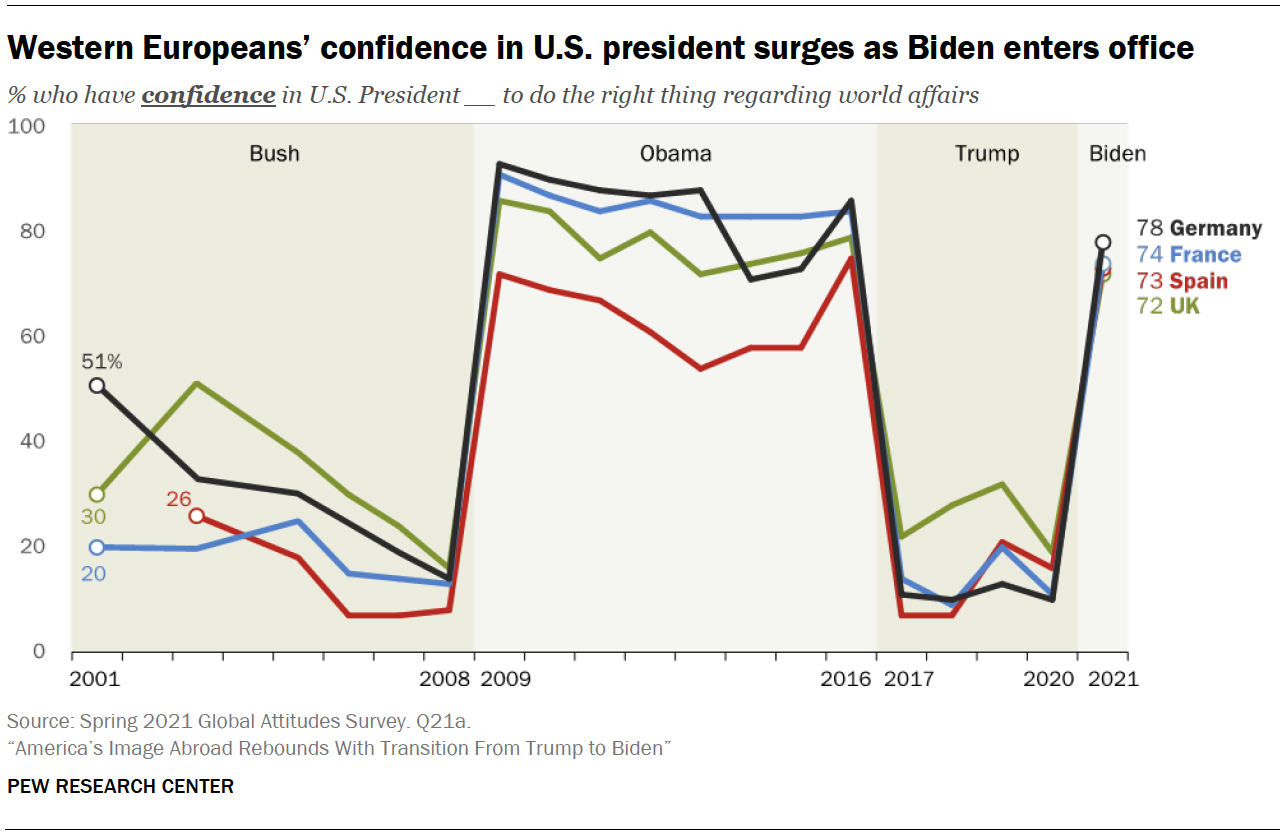 Western Europeans’ confidence in U.S. president surges as Biden enters office
% who have confidence in U.S. President __ to do the right thing regarding world affairs
100
Bush
Obama
Trump
Biden
80
78 Germany
74 France
73 Spain
72 UK
60
51%
40
26
30
20
20
0
2001
2008
2009
2016
2017
2020
2021
Source: Spring 2021 Global Attitudes Survey. Q21a.
“America’s Image Abroad Rebounds With Transition From Trump to Biden”
PEW RESEARCH CENTER